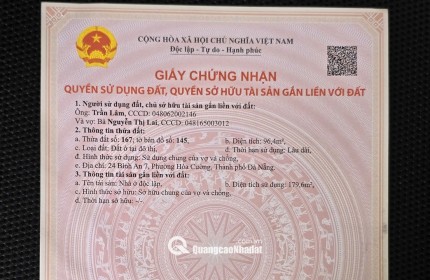 CỘNG HÒA XÃ HỘI CHỦ NGHĨA VIỆT NAM
Độc lập - Tự do - Hạnh phúc
GIẤY CHỨNG NHẬN
QUYỀN SỬ DỤNG ĐẤT, QUYỀN SỞ HỮU TÀI SẢN GẮN LIỀN VỚI ĐẤT
1. Người sử dụng đất, chủ sở hữu tài sản gắn liền với đất:
Ông: Trần Lâm, CCCD: 048062002146
Và vợ: Bà Nguyễn Thị Lai, CCCD: 048165003012
2. Thông tin thửa đất:
a. Thửa đất số: 167; tờ bản đồ số: 145, b. Diện tích: 96,4m²,
c. Loại đất: Đất ở tại đô thị, d. Thời hạn sử dụng: Lâu dài,
đ. Hình thức sử dụng: Sử dụng chung của vợ và chồng,
e. Địa chỉ: 24 Bình An 7, Phường Hòa Cường, Thành phố Đà Nẵng.
3. Thông tin tài sản gắn liền với đất:
a. Tên tài sản: Nhà ở độc lập, b. Diện tích sử dụng: 179,6m²,
c. Hình thức sở hữu: Sở hữu chung của vợ và chồng,
d. Thời hạn sở hữu: -/-
.com.vn
QuangcaoNhadat